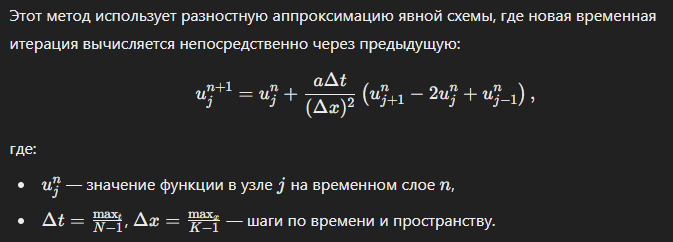 Этот метод использует разностную аппроксимацию явной схемы, где новая временная
итерация вычисляется непосредственно через предыдущую:
$$u_j^{n+1} = u_j^n + \frac{a\Delta t}{(\Delta x)^2} \left( u_{j+1}^n - 2u_j^n + u_{j-1}^n \right),$$
где:
• $u_j^n$ — значение функции в узле $j$ на временном слое $n$,
• $\Delta t = \frac{\max_t}{N-1}$, $\Delta x = \frac{\max_x}{K-1}$ — шаги по времени и пространству.